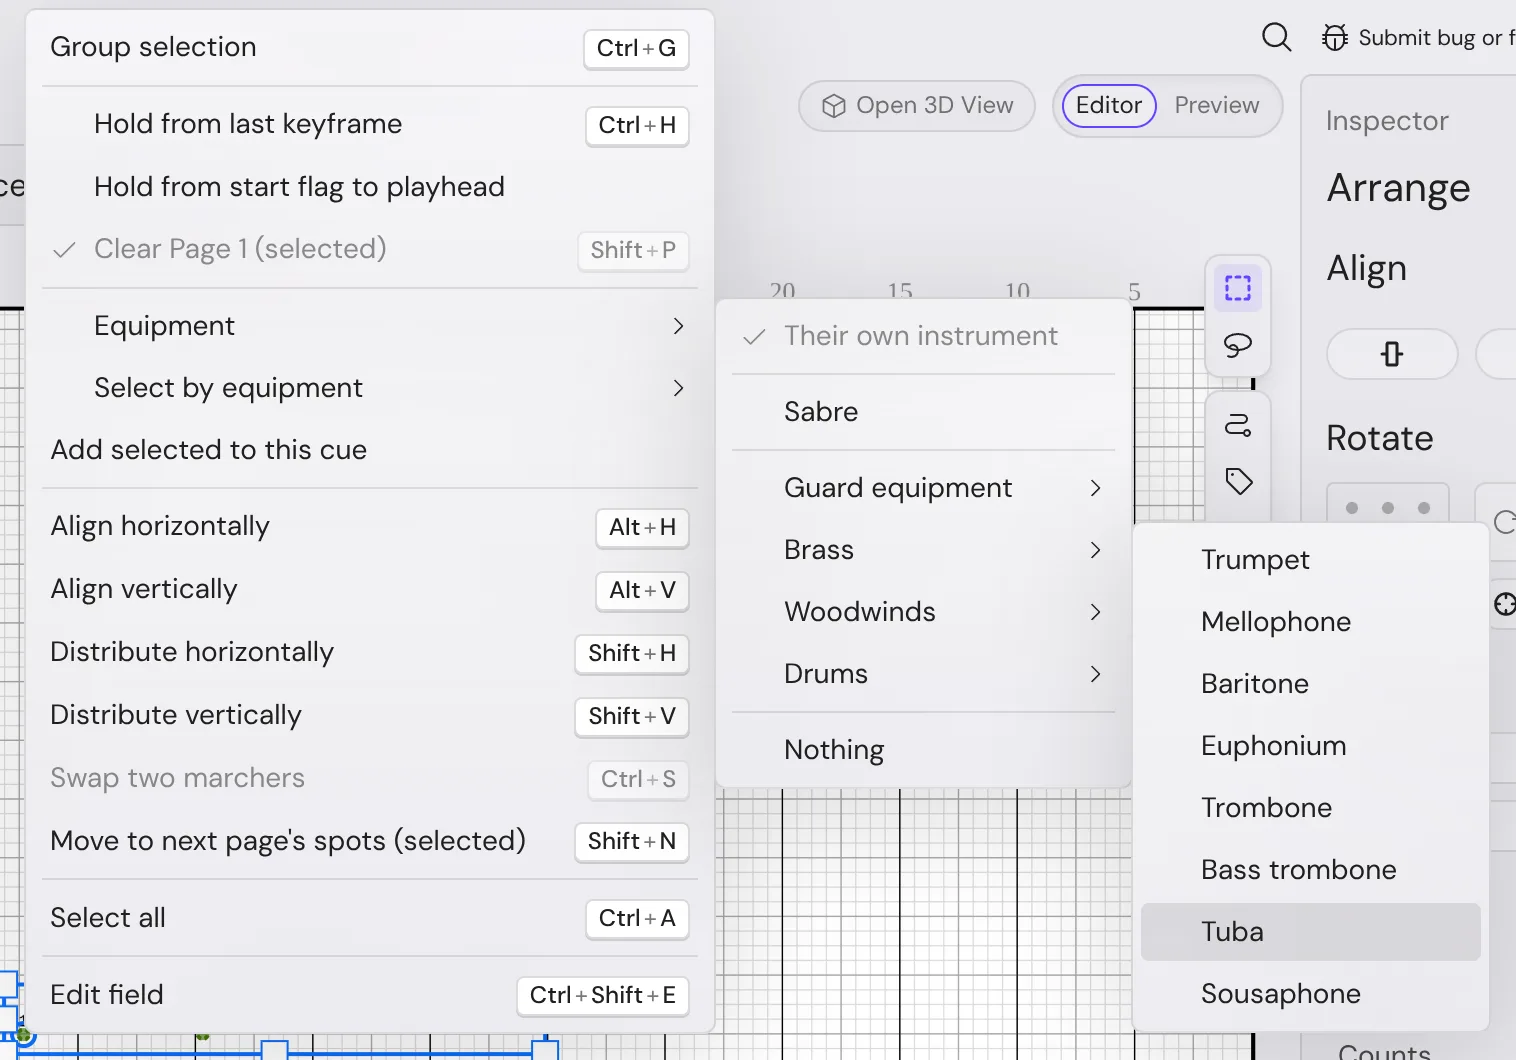 Group selection Ctrl+G
Hold from last keyframe Ctrl+H
Hold from start flag to playhead
Clear Page 1 (selected) Shift+P
Equipment
Select by equipment
Add selected to this cue
Align horizontally Alt+H
Align vertically Alt+V
Distribute horizontally Shift+H
Distribute vertically Shift+V
Swap two marchers Ctrl+S
Move to next page's spots (selected) Shift+N
Select all Ctrl+A
Edit field Ctrl+Shift+E
Their own instrument
Sabre
Guard equipment
Brass
Woodwinds
Drums
Nothing
Trumpet
Mellophone
Baritone
Euphonium
Trombone
Bass trombone
Tuba
Sousaphone
Submit bug or f
Open 3D View
Editor Preview
20 15 10 5
Inspector
Arrange
Align
Rotate
Counts